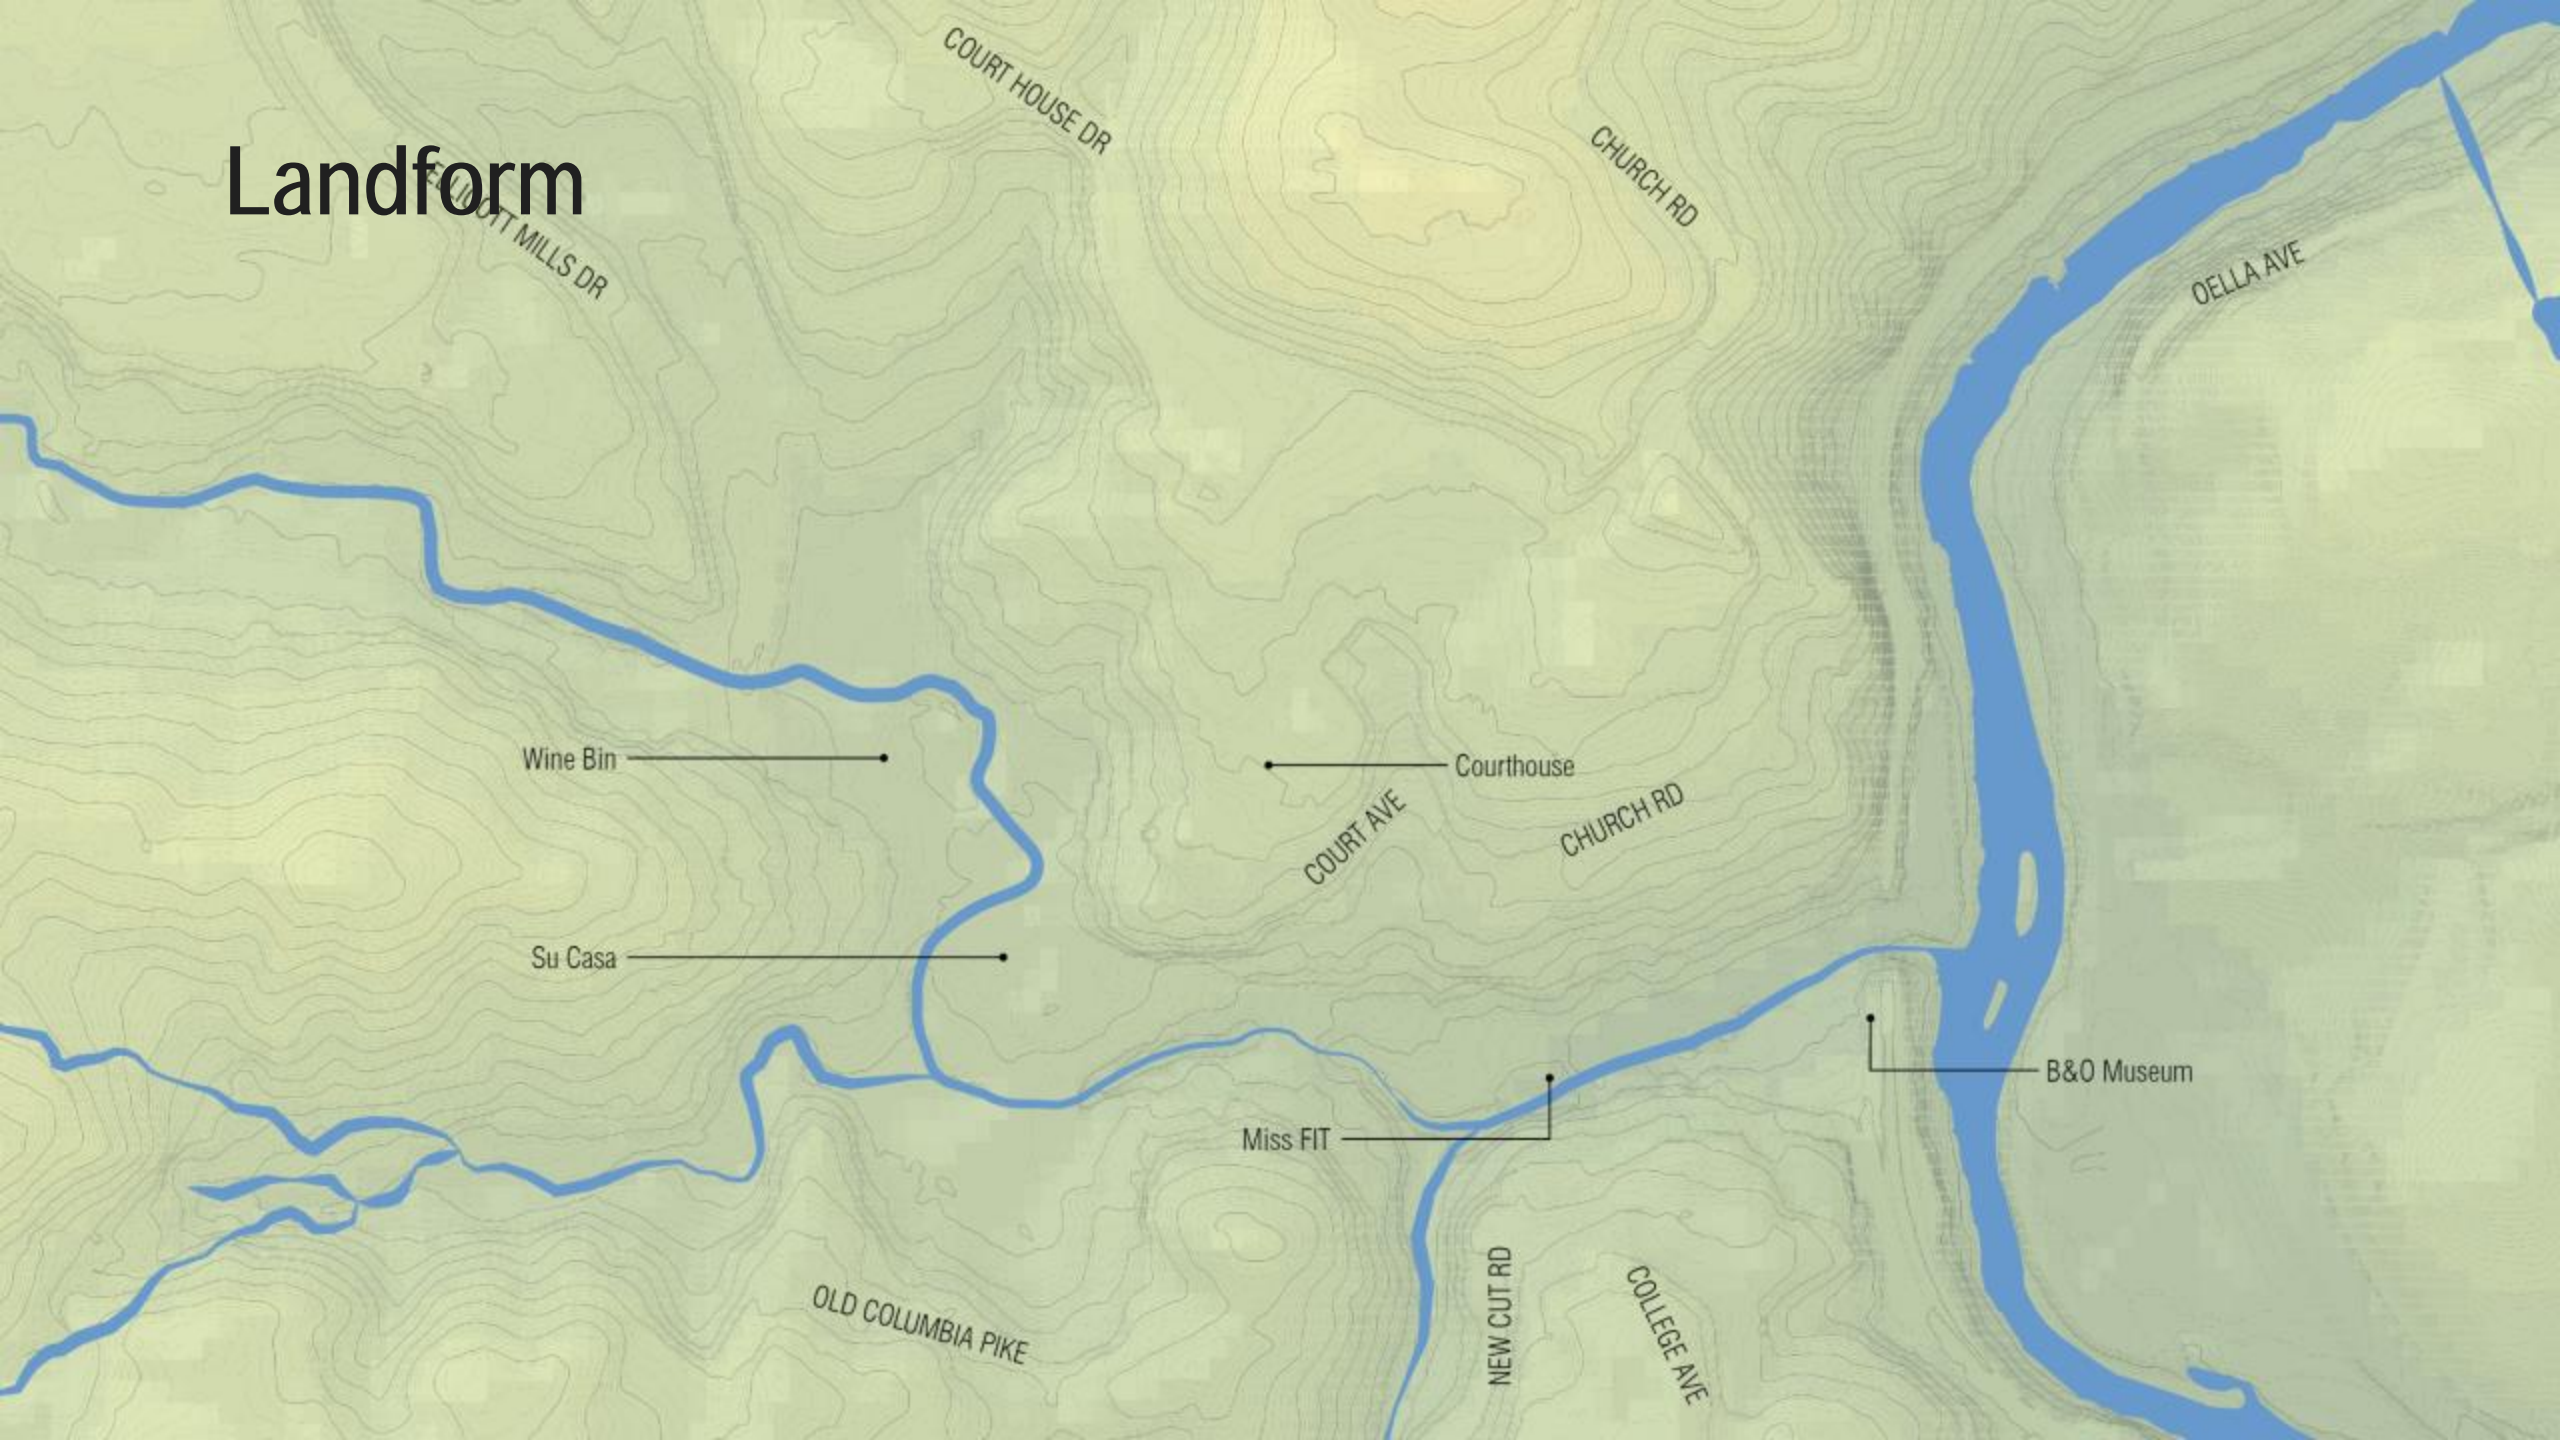 COURT HOUSE DR
CHURCH RD
Landform
ELLICOTT MILLS DR
OELLA AVE
Wine Bin
Courthouse
COURT AVE
CHURCH RD
Su Casa
B&O Museum
Miss FIT
OLD COLUMBIA PIKE
NEW CUT RD
COLLEGE AVE